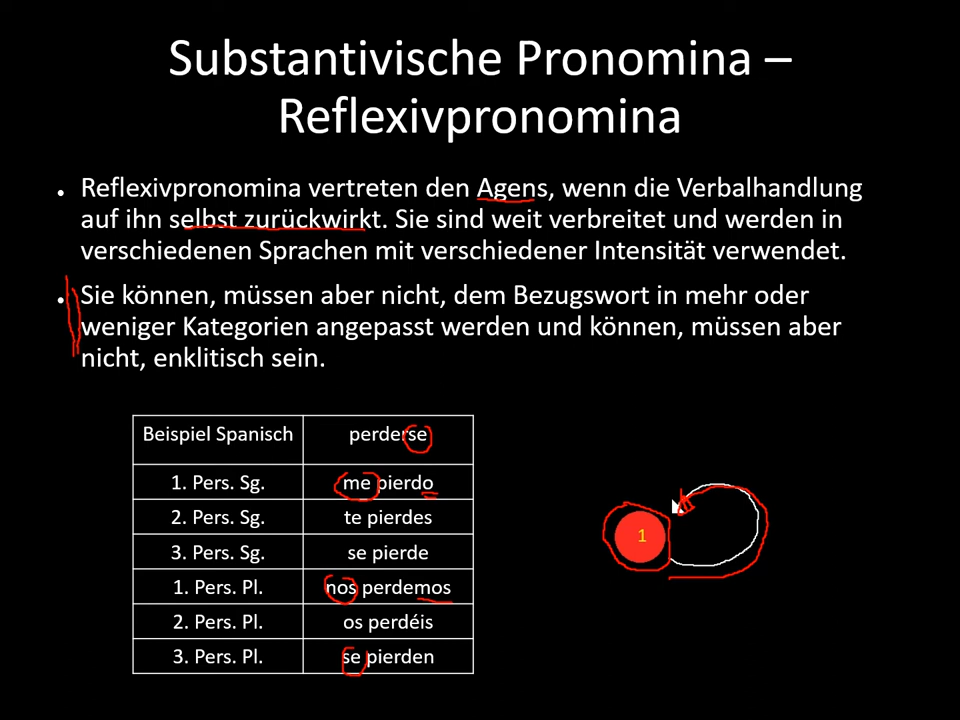 Substantivische Pronomina –
Reflexivpronomina
• Reflexivpronomina vertreten den Agens, wenn die Verbalhandlung
auf ihn selbst zurückwirkt. Sie sind weit verbreitet und werden in
verschiedenen Sprachen mit verschiedener Intensität verwendet.
• Sie können, müssen aber nicht, dem Bezugswort in mehr oder
weniger Kategorien angepasst werden und können, müssen aber
nicht, enklitisch sein.
Beispiel Spanisch perderse
1. Pers. Sg. me pierdo
2. Pers. Sg. te pierdes
3. Pers. Sg. se pierde
1. Pers. Pl. nos perdemos
2. Pers. Pl. os perdéis
3. Pers. Pl. se pierden
1